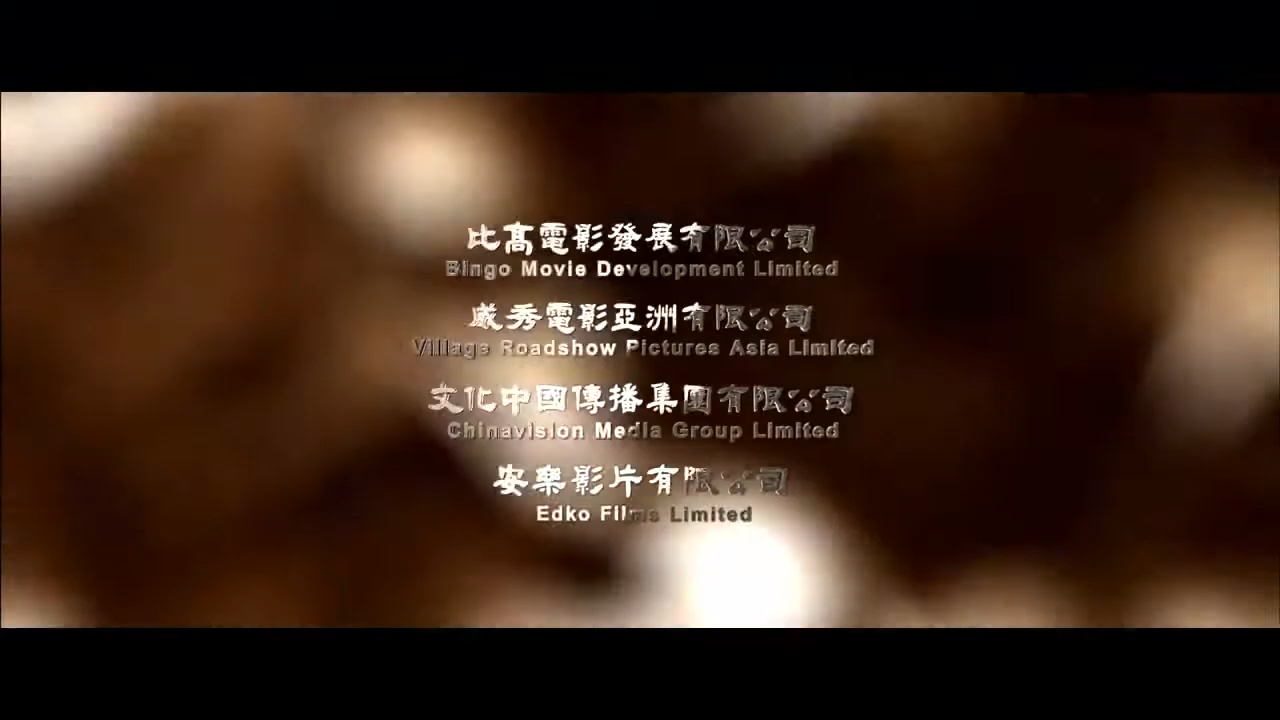 比高電影發展有限公司
Bingo Movie Development Limited
威秀電影亞洲有限公司
Village Roadshow Pictures Asia Limited
文化中國傳播集團有限公司
Chinavision Media Group Limited
安樂影片有限公司
Edko Films Limited